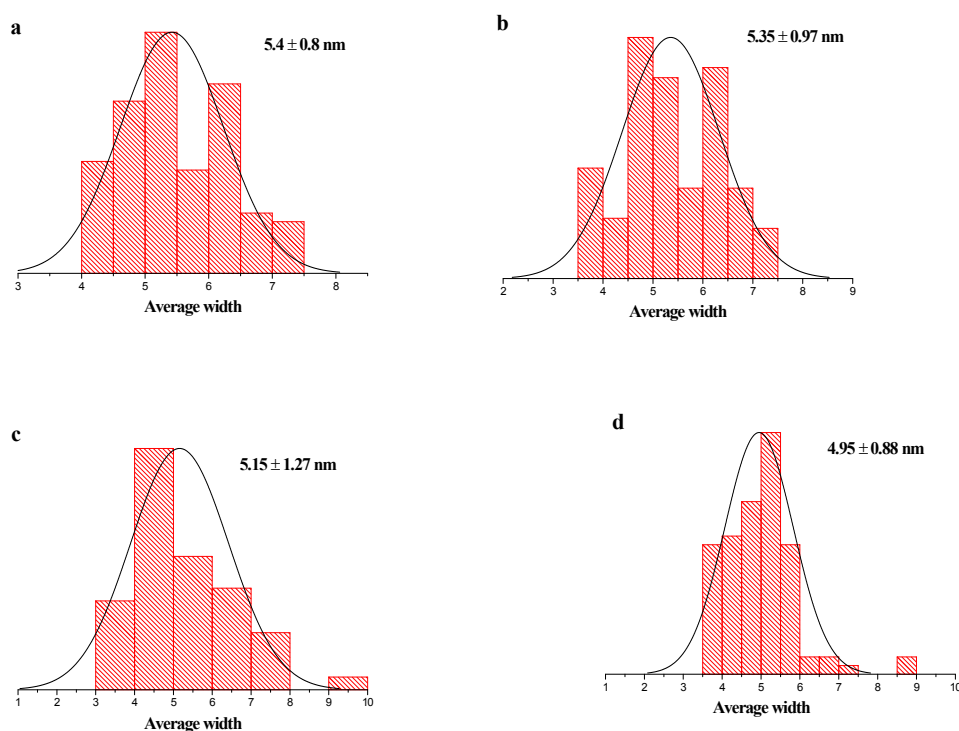 a
5.4 ± 0.8 nm
3 4 5 6 7 8
Average width
b
5.35 ± 0.97 nm
2 3 4 5 6 7 8 9
Average width
c
5.15 ± 1.27 nm
1 2 3 4 5 6 7 8 9 10
Average width
d
4.95 ± 0.88 nm
1 2 3 4 5 6 7 8 9 10
Average width